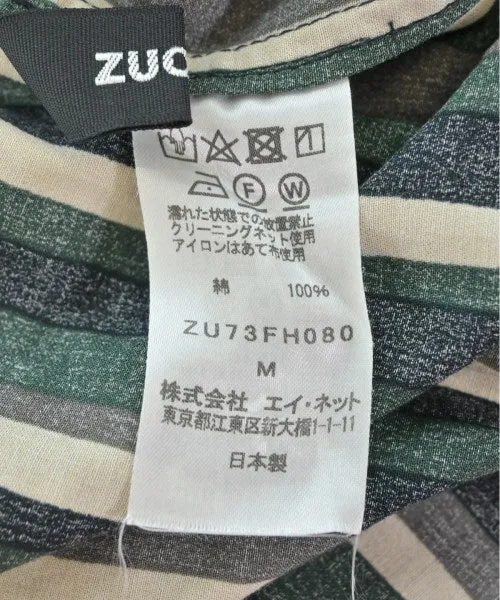 ZUC
濡れた状態での放置禁止
クリーニングネット使用
アイロンはあて布使用
綿 100%
ZU73FH080
M
株式会社 エイ・ネット
東京都江東区新大橋1-1-11
日本製
F
W